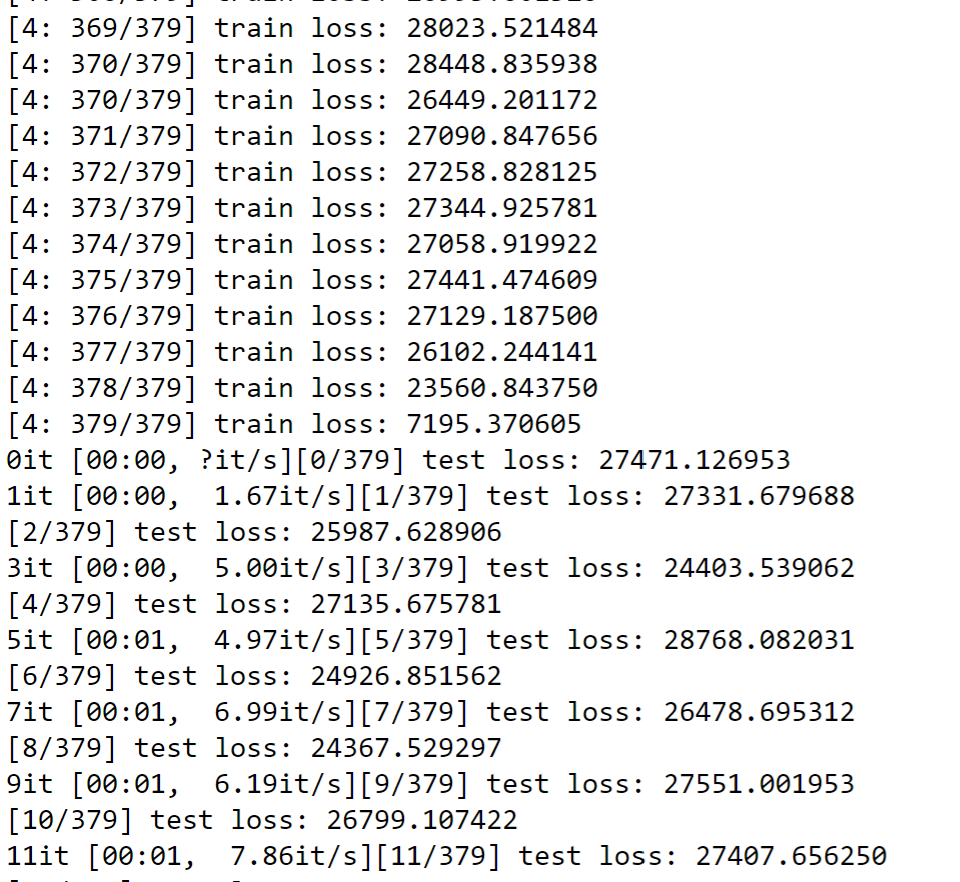 [4: 369/379] train loss: 28023.521484
[4: 370/379] train loss: 28448.835938
[4: 370/379] train loss: 26449.201172
[4: 371/379] train loss: 27090.847656
[4: 372/379] train loss: 27258.828125
[4: 373/379] train loss: 27344.925781
[4: 374/379] train loss: 27058.919922
[4: 375/379] train loss: 27441.474609
[4: 376/379] train loss: 27129.187500
[4: 377/379] train loss: 26102.244141
[4: 378/379] train loss: 23560.843750
[4: 379/379] train loss: 7195.370605
0it [00:00, ?it/s][0/379] test loss: 27471.126953
1it [00:00,  1.67it/s][1/379] test loss: 27331.679688
[2/379] test loss: 25987.628906
3it [00:00,  5.00it/s][3/379] test loss: 24403.539062
[4/379] test loss: 27135.675781
5it [00:01,  4.97it/s][5/379] test loss: 28768.082031
[6/379] test loss: 24926.851562
7it [00:01,  6.99it/s][7/379] test loss: 26478.695312
[8/379] test loss: 24367.529297
9it [00:01,  6.19it/s][9/379] test loss: 27551.001953
[10/379] test loss: 26799.107422
11it [00:01,  7.86it/s][11/379] test loss: 27407.656250